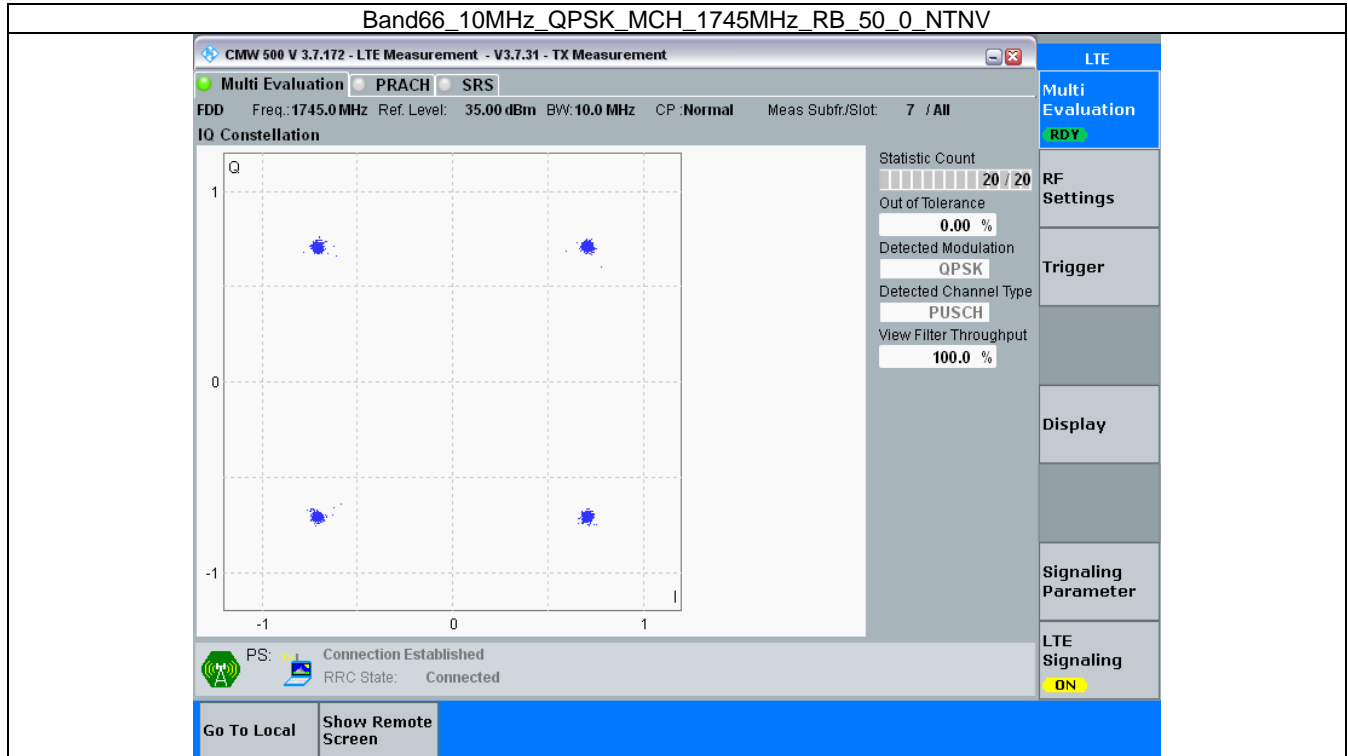 Band66_10MHz_QPSK_MCH_1745MHz_RB_50_0_NTNV
CMW 500 V 3.7.172 - LTE Measurement - V3.7.31 - TX Measurement
LTE
Multi Evaluation PRACH SRS
Multi
Evaluation
RDY
FDD Freq.:1745.0 MHz Ref. Level: 35.00 dBm BW:10.0 MHz CP :Normal Meas Subfr./Slot: 7 / All
IQ Constellation
Q
1
0
-1
I
-1 0 1
Statistic Count
20 / 20
Out of Tolerance
0.00 %
Detected Modulation
QPSK
Detected Channel Type
PUSCH
View Filter Throughput
100.0 %
RF
Settings
Trigger
Display
Signaling
Parameter
LTE
Signaling
ON
PS: Connection Established
RRC State: Connected
Go To Local
Show Remote
Screen